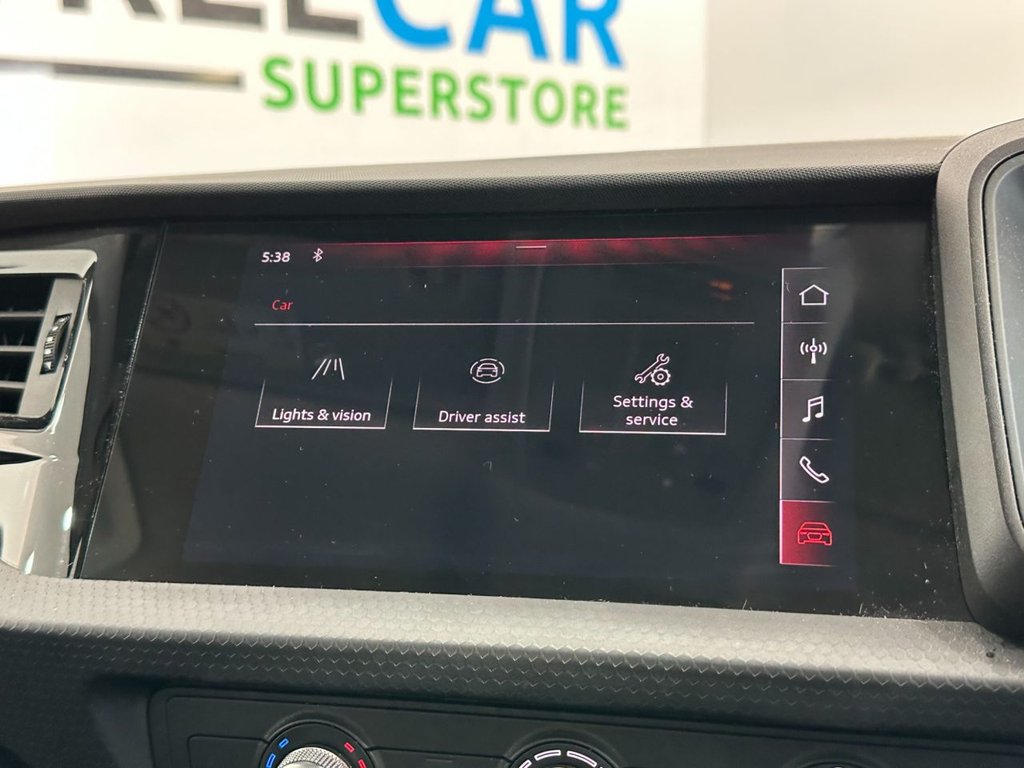 CAR
SUPERSTORE
5:38
Car
Lights & vision
Driver assist
Settings &
service